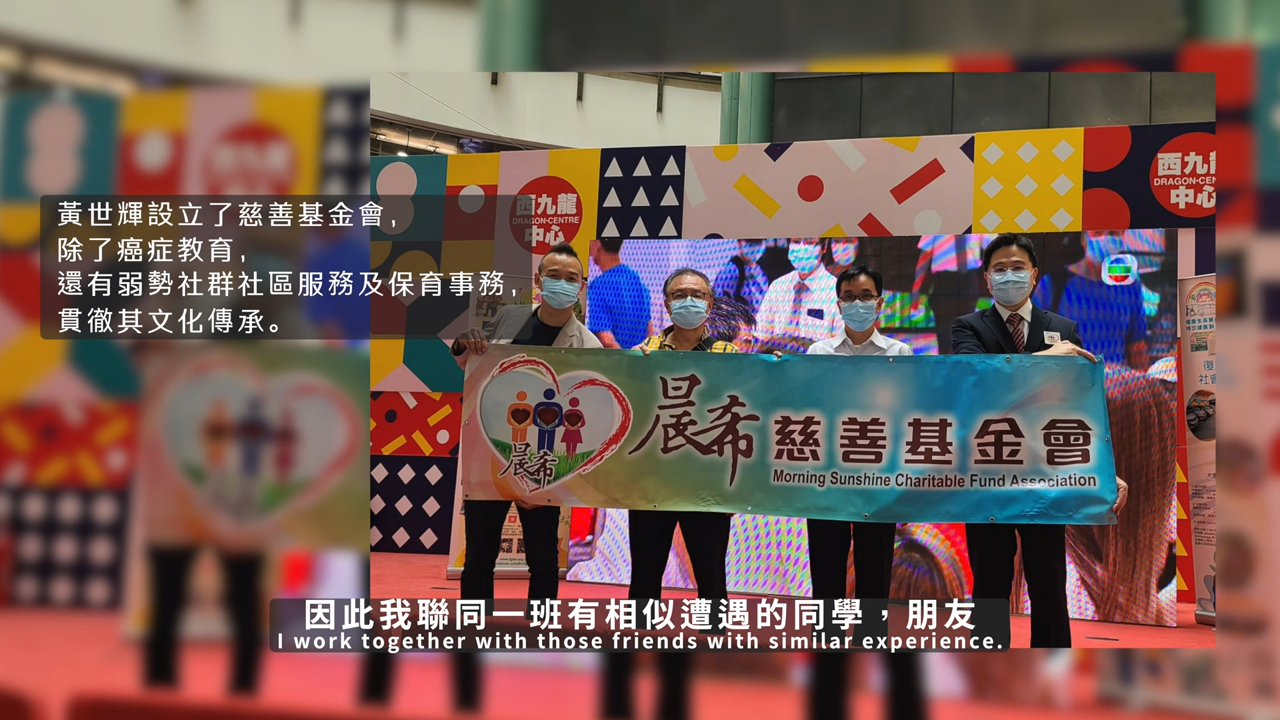 黃世輝設立了慈善基金會,
除了癌症教育,
還有弱勢社群社區服務及保育事務,
貫徹其文化傳承。
西九龍
DRAGON·CENTRE
中心
西九龍
DRAGON·CEN
中心
晨希
晨希
慈善基金會
Morning Sunshine Charitable Fund Association
因此我聯同一班有相似遭遇的同學，朋友
I work together with those friends with similar experience.